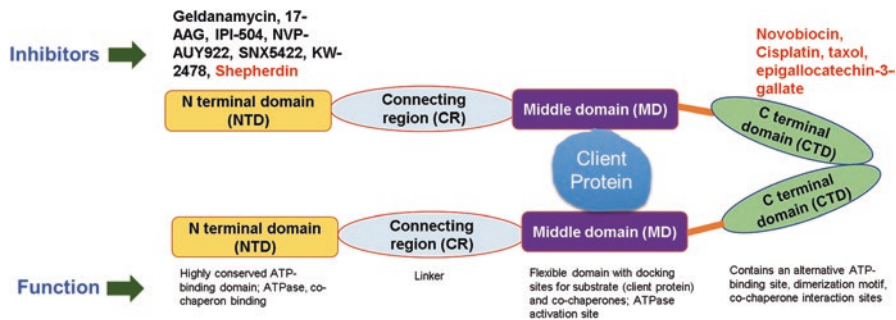 Inhibitors
Geldanamycin, 17-
AAG, IPI-504, NVP-
AUY922, SNX5422, KW-
2478, Shepherdin
Novobiocin,
Cisplatin, taxol,
epigallocatechin-3-
gallate
N terminal domain
(NTD)
Connecting
region (CR)
Middle domain (MD)
C terminal
domain (CTD)
Client
Protein
N terminal domain
(NTD)
Connecting
region (CR)
Middle domain (MD)
C terminal
domain (CTD)
Function
Highly conserved ATP-
binding domain; ATPase, co-
chaperon binding
Linker
Flexible domain with docking
sites for substrate (client protein)
and co-chaperones; ATPase
activation site
Contains an alternative ATP-
binding site, dimerization motif,
co-chaperone interaction sites